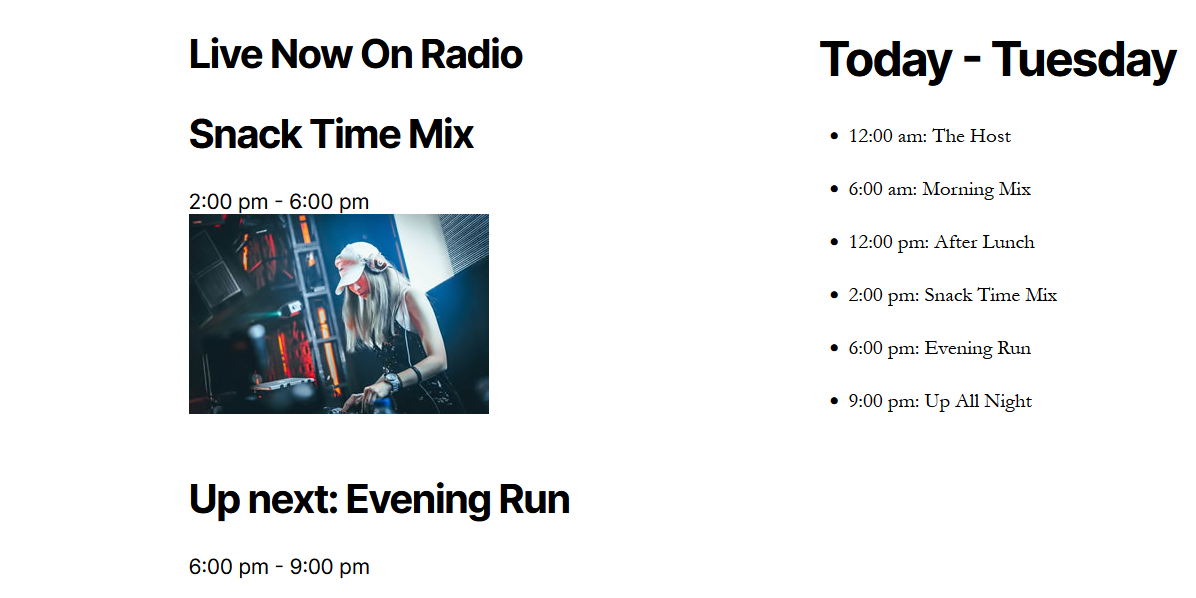 Live Now On Radio
Snack Time Mix
2:00 pm - 6:00 pm
Up next: Evening Run
6:00 pm - 9:00 pm
Today - Tuesday
• 12:00 am: The Host
• 6:00 am: Morning Mix
• 12:00 pm: After Lunch
• 2:00 pm: Snack Time Mix
• 6:00 pm: Evening Run
• 9:00 pm: Up All Night